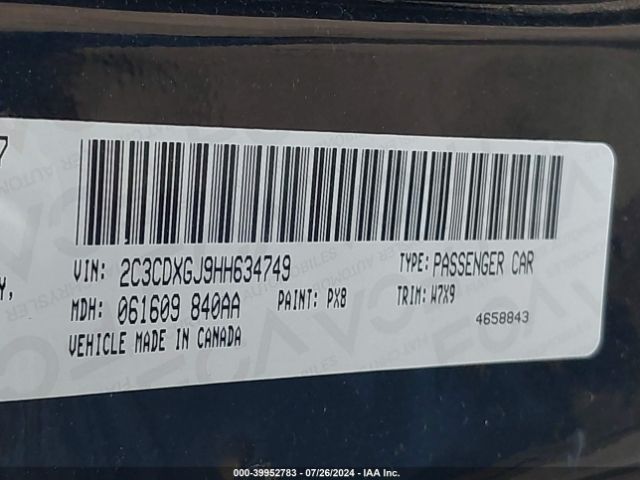 7
VIN: 2C3CDXGJ9HH634749 TYPE: PASSENGER CAR
Y,
MDH: 061609 840AA PAINT: PX8 TRIM: W7X9
VEHICLE MADE IN CANADA 4658843
000-39952783 - 07/26/2024 - IAA Inc.